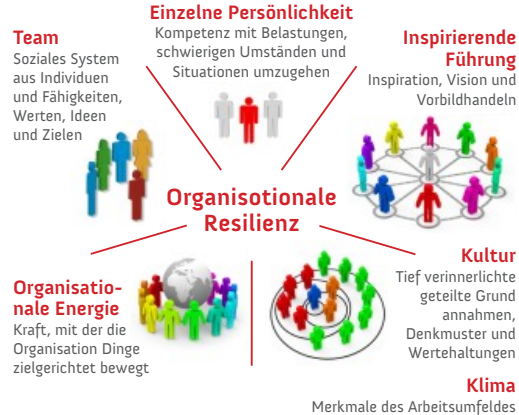 Einzelne Persönlichkeit
Kompetenz mit Belastungen,
schwierigen Umständen und
Situationen umzugehen
Team
Soziales System
aus Individuen
und Fähigkeiten,
Werten, Ideen
und Zielen
Inspirierende
Führung
Inspiration, Vision und
Vorbildhandeln
Organisotionale
Resilienz
Organisatio-
nale Energie
Kraft, mit der die
Organisation Dinge
zielgerichtet bewegt
Kultur
Tief verinnerlichte
geteilte Grund
annahmen,
Denkmuster und
Wertehaltungen
Klima
Merkmale des Arbeitsumfeldes